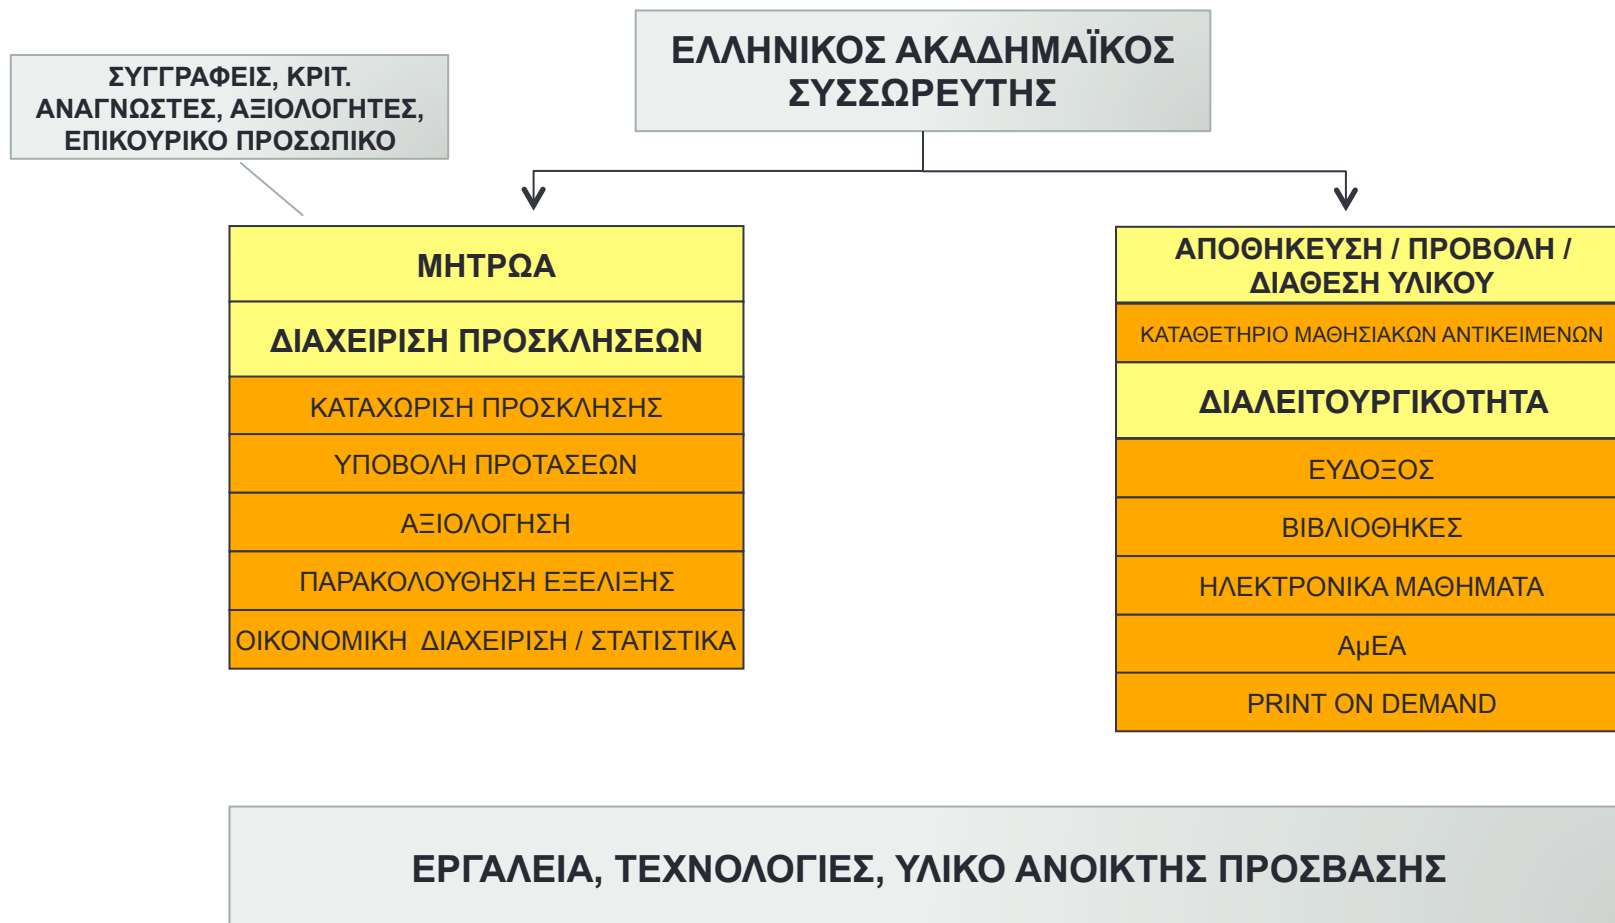 ΕΛΛΗΝΙΚΟΣ ΑΚΑΔΗΜΑΪΚΟΣ
ΣΥΣΣΩΡΕΥΤΗΣ
ΣΥΓΓΡΑΦΕΙΣ, ΚΡΙΤ.
ΑΝΑΓΝΩΣΤΕΣ, ΑΞΙΟΛΟΓΗΤΕΣ,
ΕΠΙΚΟΥΡΙΚΟ ΠΡΟΣΩΠΙΚΟ
ΜΗΤΡΩΑ
ΔΙΑΧΕΙΡΙΣΗ ΠΡΟΣΚΛΗΣΕΩΝ
ΚΑΤΑΧΩΡΙΣΗ ΠΡΟΣΚΛΗΣΗΣ
ΥΠΟΒΟΛΗ ΠΡΟΤΑΣΕΩΝ
ΑΞΙΟΛΟΓΗΣΗ
ΠΑΡΑΚΟΛΟΥΘΗΣΗ ΕΞΕΛΙΞΗΣ
ΟΙΚΟΝΟΜΙΚΗ ΔΙΑΧΕΙΡΙΣΗ / ΣΤΑΤΙΣΤΙΚΑ
ΑΠΟΘΗΚΕΥΣΗ / ΠΡΟΒΟΛΗ /
ΔΙΑΘΕΣΗ ΥΛΙΚΟΥ
ΚΑΤΑΘΕΤΗΡΙΟ ΜΑΘΗΣΙΑΚΩΝ ΑΝΤΙΚΕΙΜΕΝΩΝ
ΔΙΑΛΕΙΤΟΥΡΓΙΚΟΤΗΤΑ
ΕΥΔΟΞΟΣ
ΒΙΒΛΙΟΘΗΚΕΣ
ΗΛΕΚΤΡΟΝΙΚΑ ΜΑΘΗΜΑΤΑ
ΑμΕΑ
PRINT ON DEMAND
ΕΡΓΑΛΕΙΑ, ΤΕΧΝΟΛΟΓΙΕΣ, ΥΛΙΚΟ ΑΝΟΙΚΤΗΣ ΠΡΟΣΒΑΣΗΣ